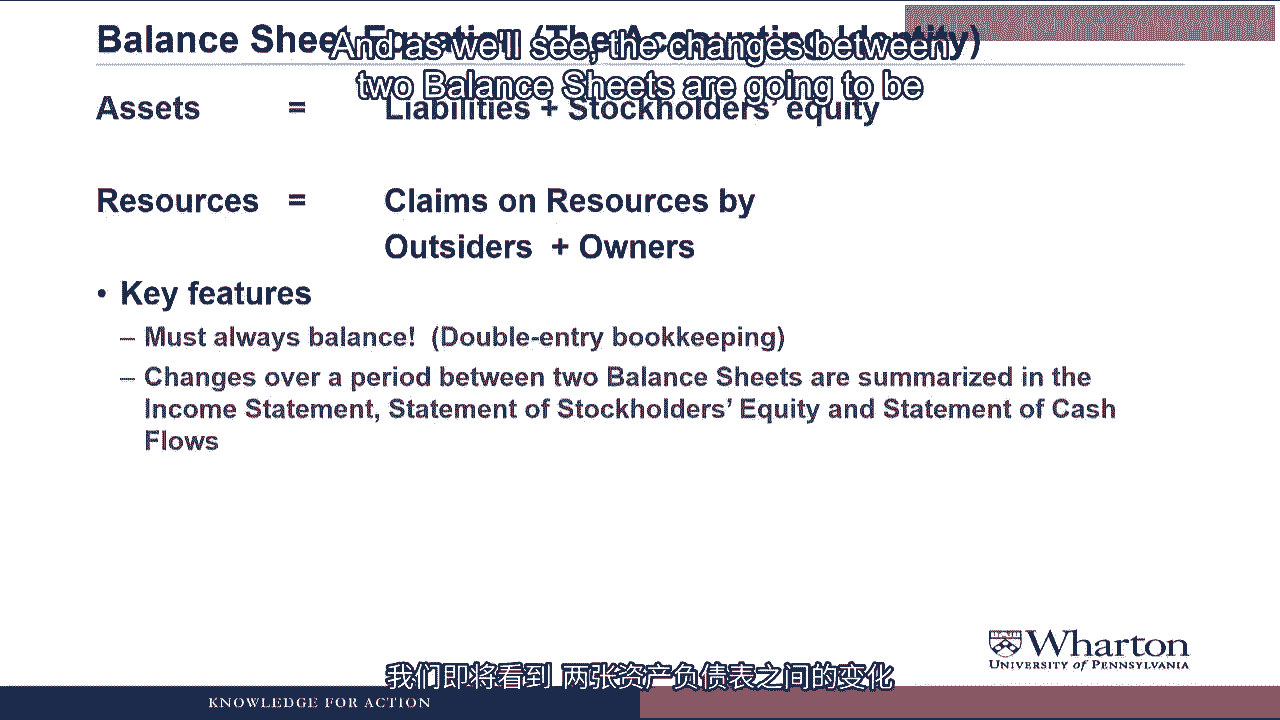 Balance Sheet Equation (The Accounting Identity)
And as we'll see, the changes between
two Balance Sheets are going to be
Assets = Liabilities + Stockholders' equity
Resources = Claims on Resources by
Outsiders + Owners
• Key features
– Must always balance! (Double-entry bookkeeping)
– Changes over a period between two Balance Sheets are summarized in the
Income Statement, Statement of Stockholders' Equity and Statement of Cash
Flows
Wharton
UNIVERSITY of PENNSYLVANIA
我们即将看到 两张资产负债表之间的变化
KNOWLEDGE FOR ACTION